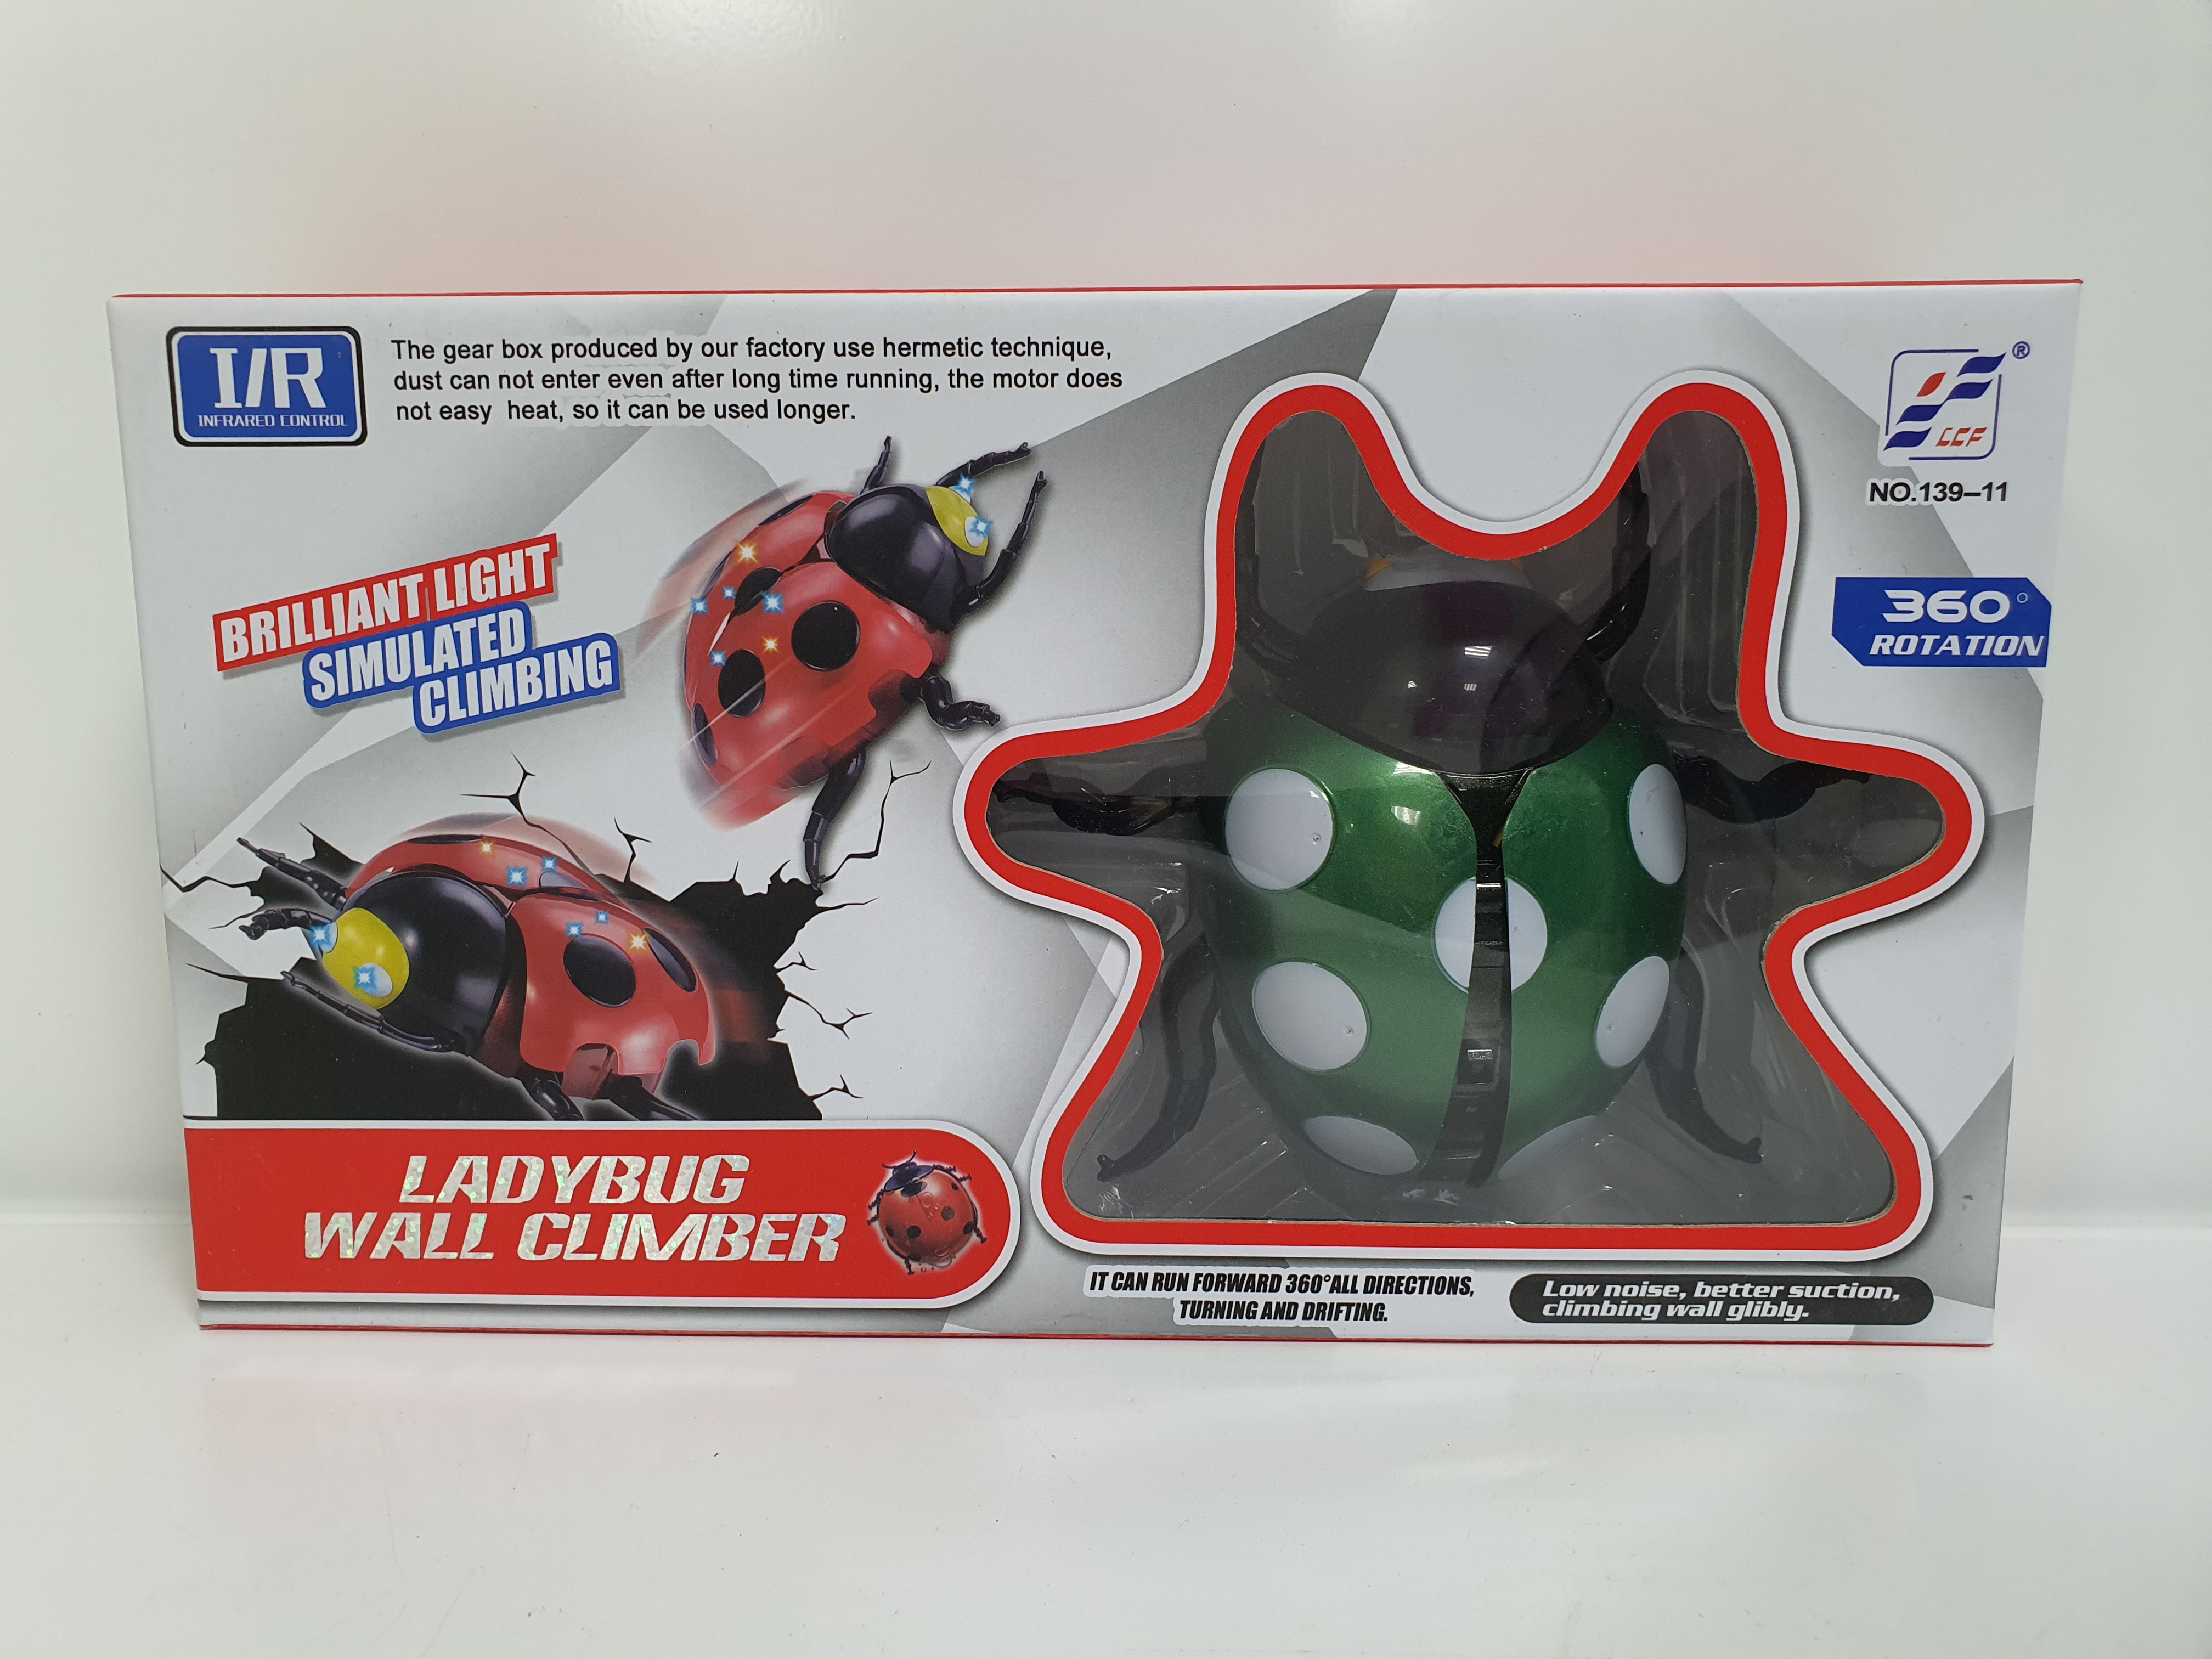 I/R
INFRARED CONTROL
The gear box produced by our factory use hermetic technique,
dust can not enter even after long time running, the motor does
not easy heat, so it can be used longer.
®
CCF
NO.139-11
360°
ROTATION
BRILLIANT LIGHT
SIMULATED
CLIMBING
LADYBUG
WALL CLIMBER
IT CAN RUN FORWARD 360°ALL DIRECTIONS,
TURNING AND DRIFTING.
Low noise, better suction,
climbing wall glibly.